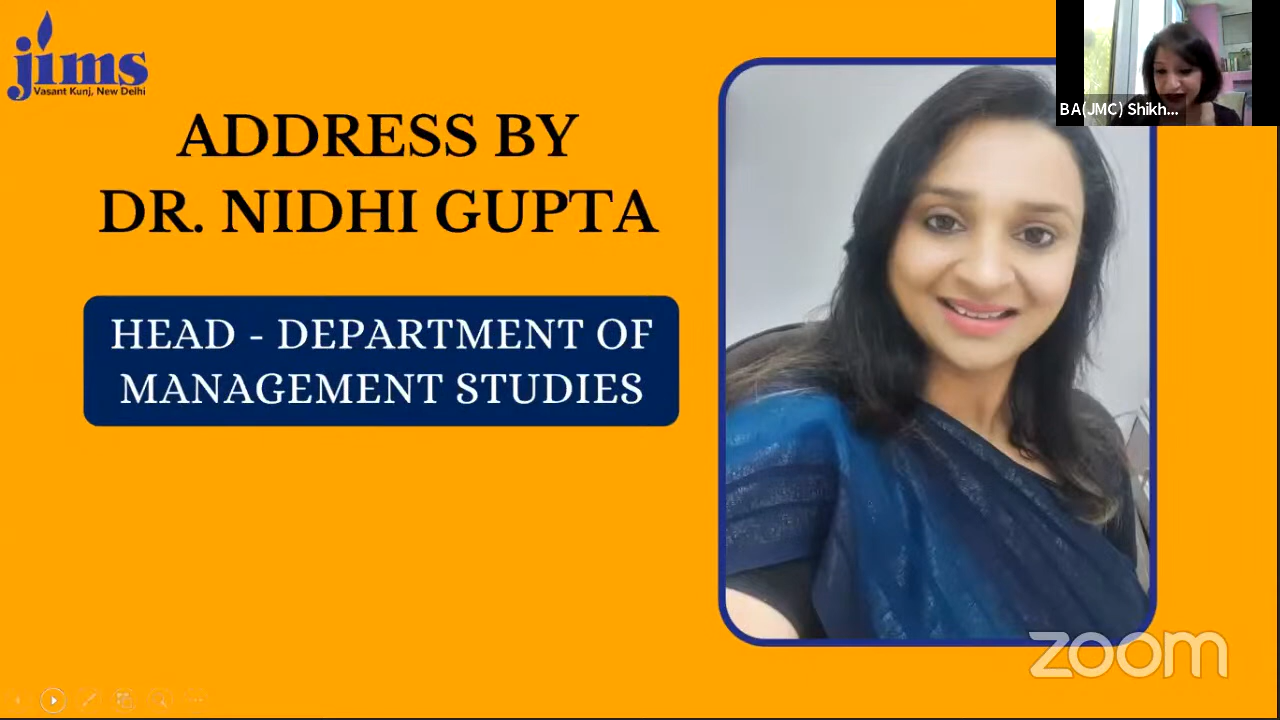 jims
Vasant Kunj, New Delhi
ADDRESS BY
DR. NIDHI GUPTA
HEAD - DEPARTMENT OF
MANAGEMENT STUDIES
BA(JMC) Shikh...
zoom